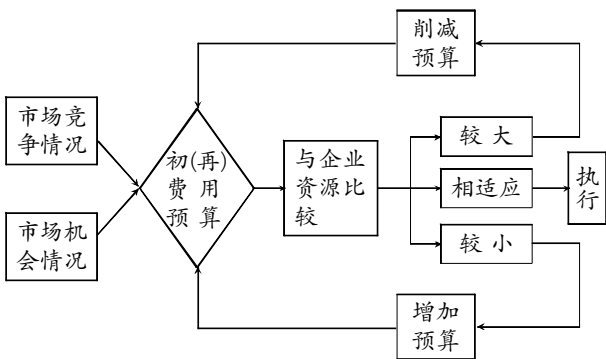 削减
预算
市场竞
争情况
初(再)
费用
预算
与企业
资源比
较
较大
相适应
执
行
市场机
会情况
较小
增加
预算